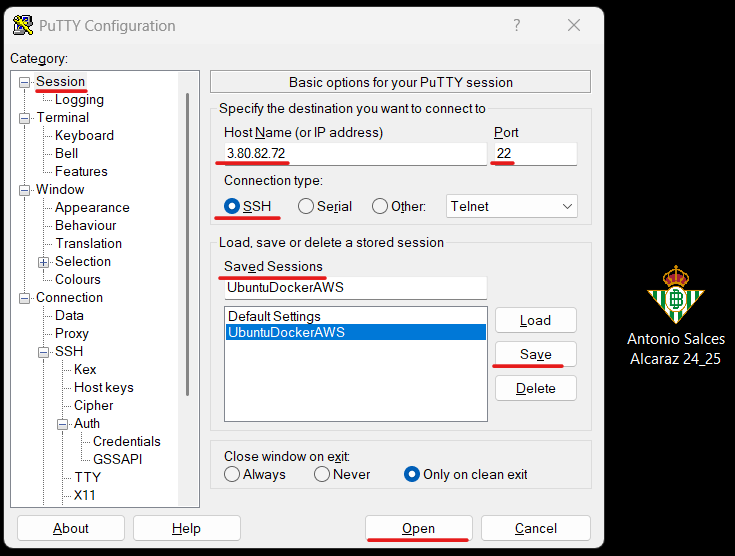 PuTTY Configuration
?
Category:
Session
Logging
Terminal
Keyboard
Bell
Features
Window
Appearance
Behaviour
Translation
Selection
Colours
Connection
Data
Proxy
SSH
Kex
Host keys
Cipher
Auth
Credentials
GSSAPI
TTY
X11
Basic options for your PuTTY session
Specify the destination you want to connect to
Host Name (or IP address) Port
3.80.82.72 22
Connection type:
SSH Serial Other: Telnet
Load, save or delete a stored session
Saved Sessions
UbuntuDockerAWS
Default Settings
UbuntuDockerAWS
Load
Save
Delete
Close window on exit:
Always Never Only on clean exit
About Help Open Cancel
Antonio Salces
Alcaraz 24_25